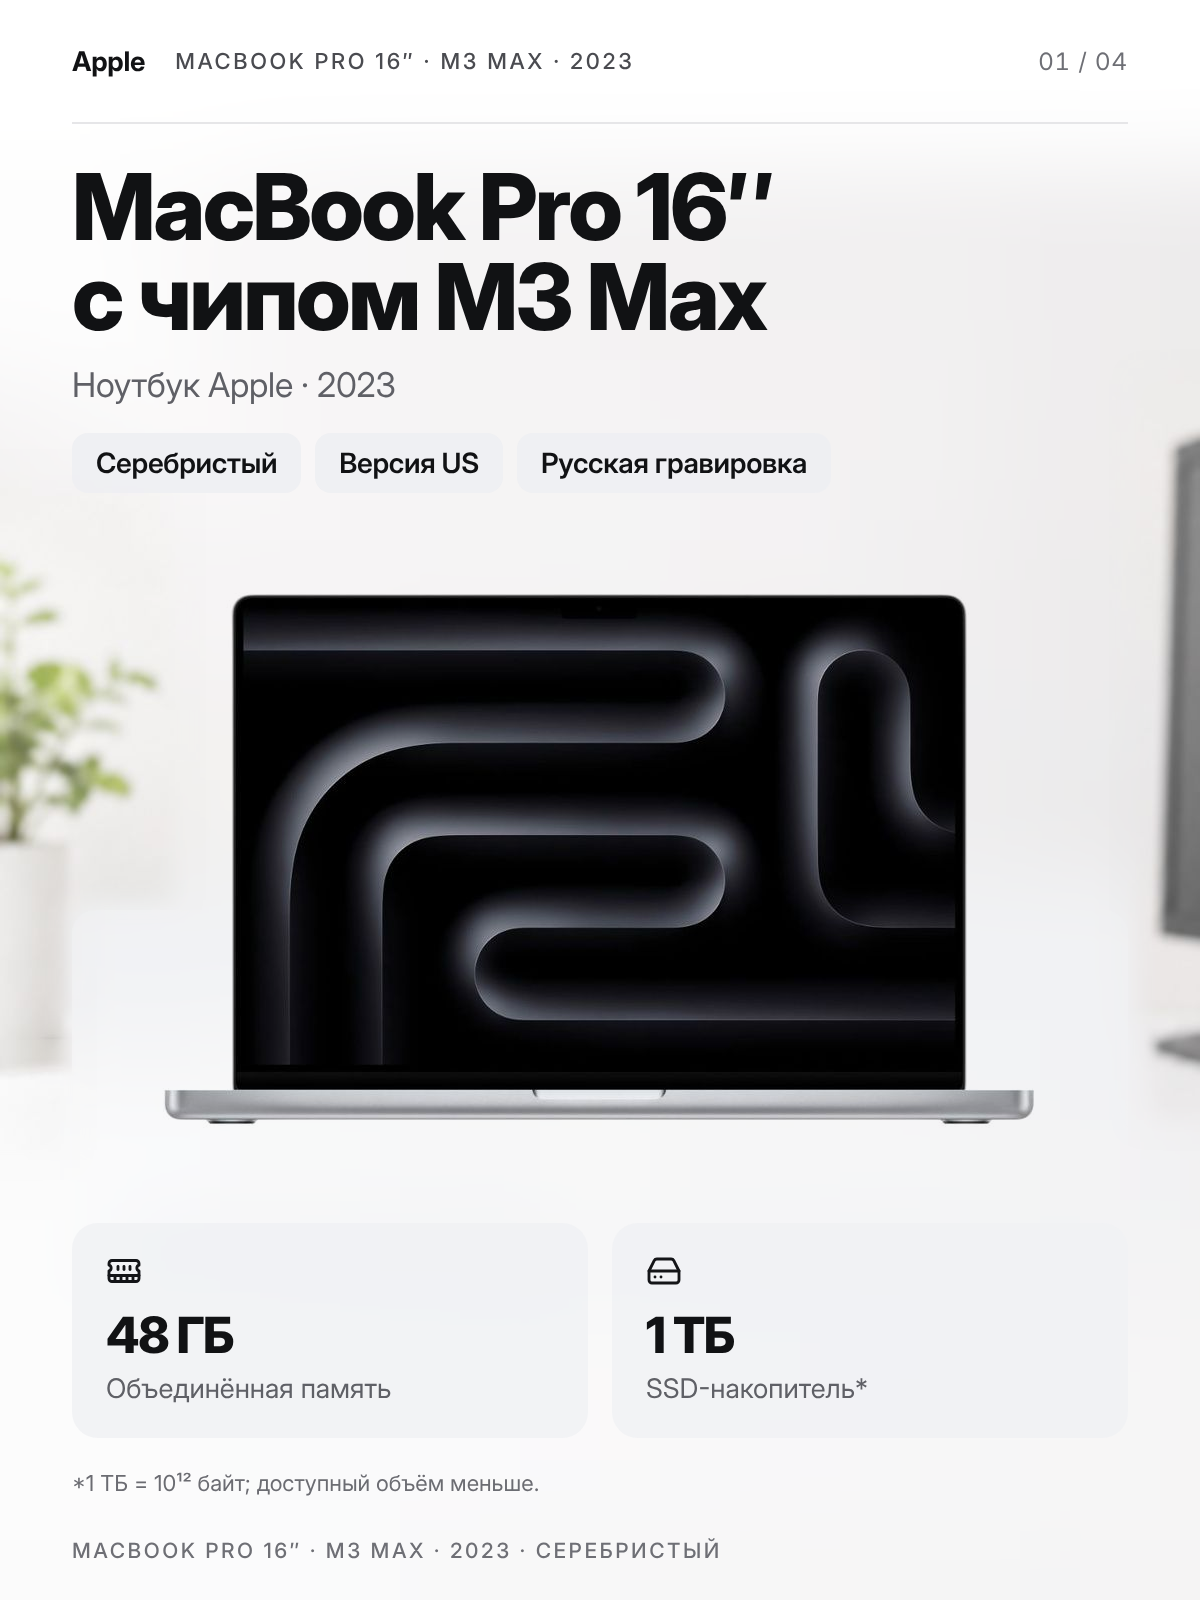 Apple MACBOOK PRO 16″ · M3 MAX · 2023 01 / 04
MacBook Pro 16″
с чипом M3 Max
Ноутбук Apple · 2023
Серебристый Версия US Русская гравировка
48 ГБ
Объединённая память
1 ТБ
SSD-накопитель*
*1 ТБ = 10¹² байт; доступный объём меньше.
MACBOOK PRO 16″ · M3 MAX · 2023 · СЕРЕБРИСТЫЙ